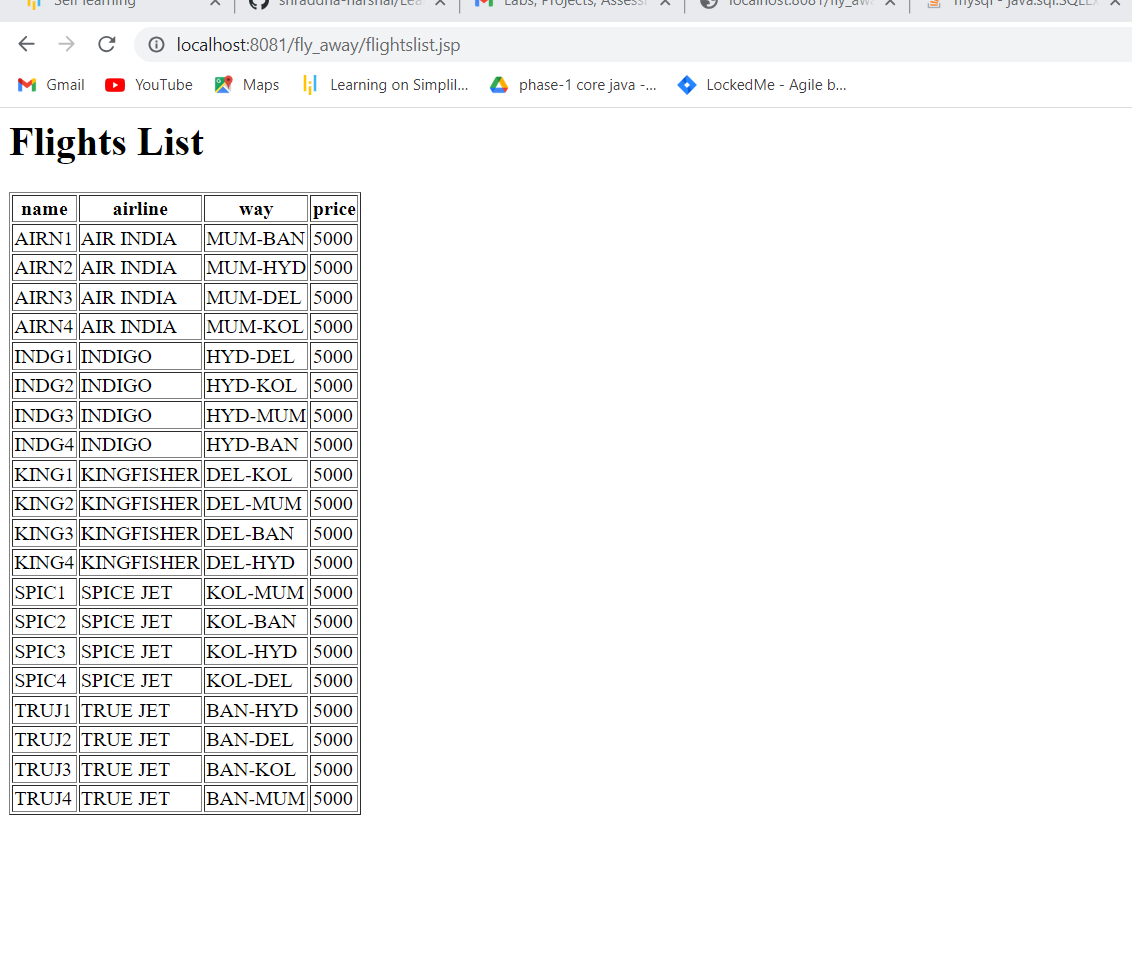 Self learning
shraddha-harshal/Lea
Labs, Projects, Assessi
localhost:8081/fly_awa
mysql - java.sql.SQLEx
localhost:8081/fly_away/flightslist.jsp
Gmail YouTube Maps Learning on Simplil... phase-1 core java -... LockedMe - Agile b...
Flights List
name airline way price
AIRN1 AIR INDIA MUM-BAN 5000
AIRN2 AIR INDIA MUM-HYD 5000
AIRN3 AIR INDIA MUM-DEL 5000
AIRN4 AIR INDIA MUM-KOL 5000
INDG1 INDIGO HYD-DEL 5000
INDG2 INDIGO HYD-KOL 5000
INDG3 INDIGO HYD-MUM 5000
INDG4 INDIGO HYD-BAN 5000
KING1 KINGFISHER DEL-KOL 5000
KING2 KINGFISHER DEL-MUM 5000
KING3 KINGFISHER DEL-BAN 5000
KING4 KINGFISHER DEL-HYD 5000
SPIC1 SPICE JET KOL-MUM 5000
SPIC2 SPICE JET KOL-BAN 5000
SPIC3 SPICE JET KOL-HYD 5000
SPIC4 SPICE JET KOL-DEL 5000
TRUJ1 TRUE JET BAN-HYD 5000
TRUJ2 TRUE JET BAN-DEL 5000
TRUJ3 TRUE JET BAN-KOL 5000
TRUJ4 TRUE JET BAN-MUM 5000